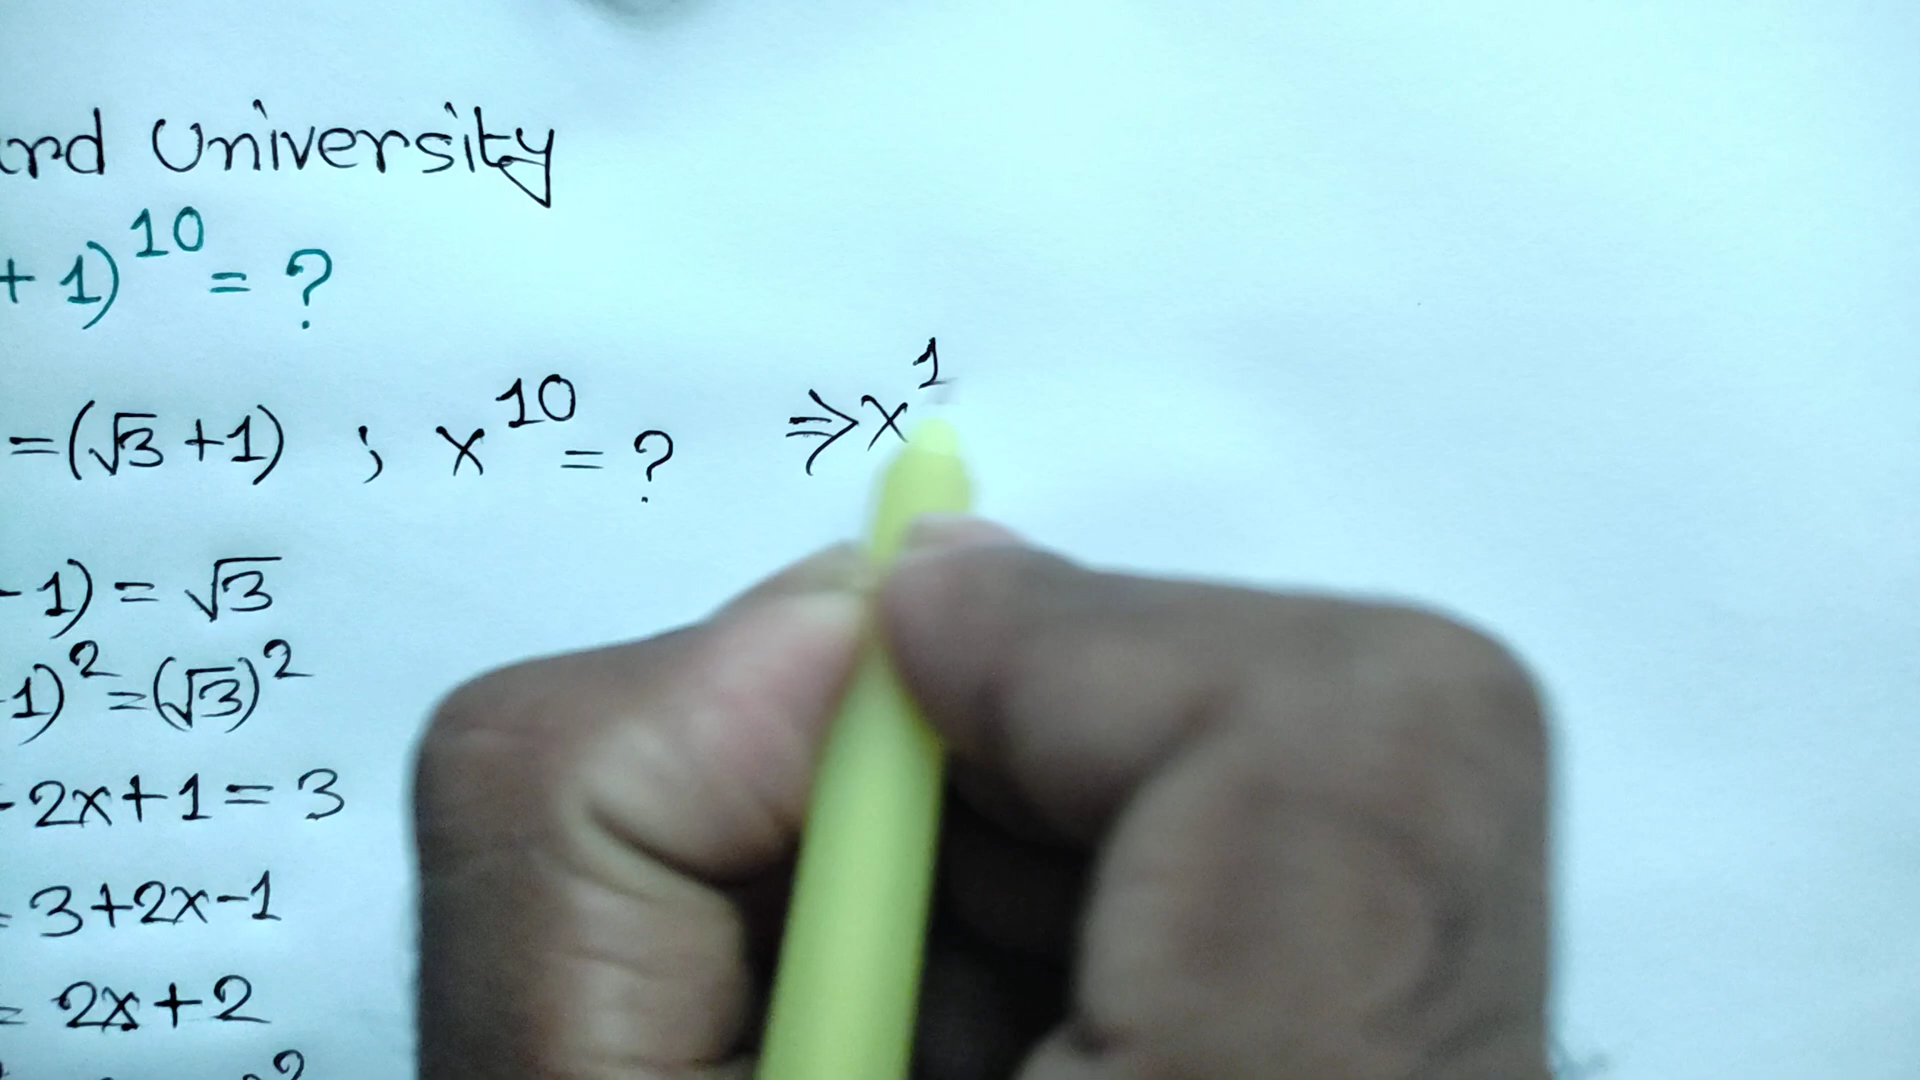 rd University
+ 1)^10 = ?
= (√3 + 1) ; x^10 = ?
⇒ x^1
- 1) = √3
1)^2 = (√3)^2
- 2x + 1 = 3
= 3 + 2x - 1
= 2x + 2
2